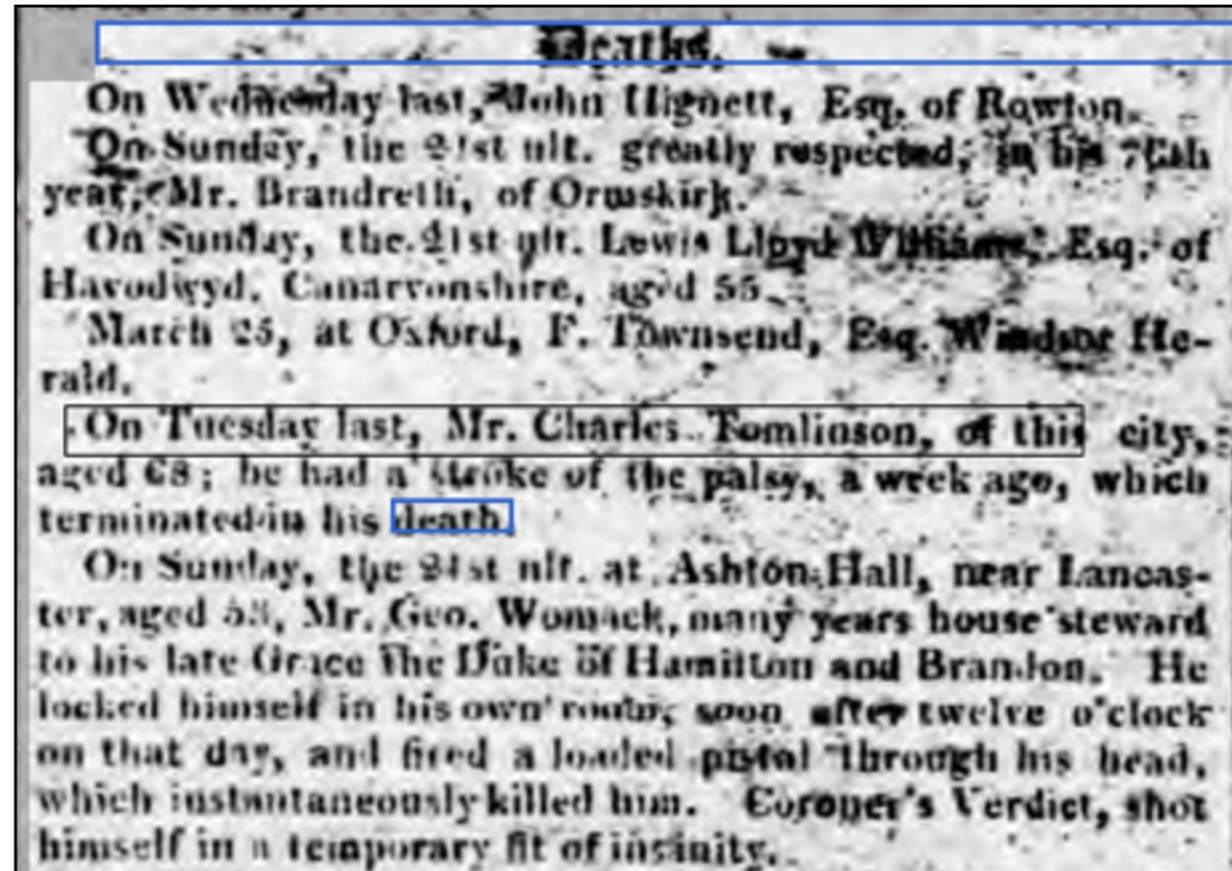 Deaths.
On Wednesday last, John Hignett, Esq. of Rowton.
On Sunday, the 21st ult. greatly respected, in his
year, Mr. Brandreth, of Ormskirk.
On Sunday, the 21st ult. Lewis Lloyd Williams, Esq. of
Havodwyd, Canarvonshire, aged 55.
March 25, at Oxford, F. Townsend, Esq. Windsor He-
rald.
On Tuesday last, Mr. Charles Tomlinson, of this city,
aged 68; he had a stroke of the palsy, a week ago, which
terminated in his death.
On Sunday, the 21st ult. at Ashton Hall, near Lancas-
ter, aged Mr. Geo. Womack, many years house steward
to his late Grace the Duke of Hamilton and Brandon. He
locked himself in his own room, soon after twelve o'clock
on that day, and fired a loaded pistol through his head,
which instantaneously killed him. Coroner's Verdict, shot
himself in a temporary fit of insanity.